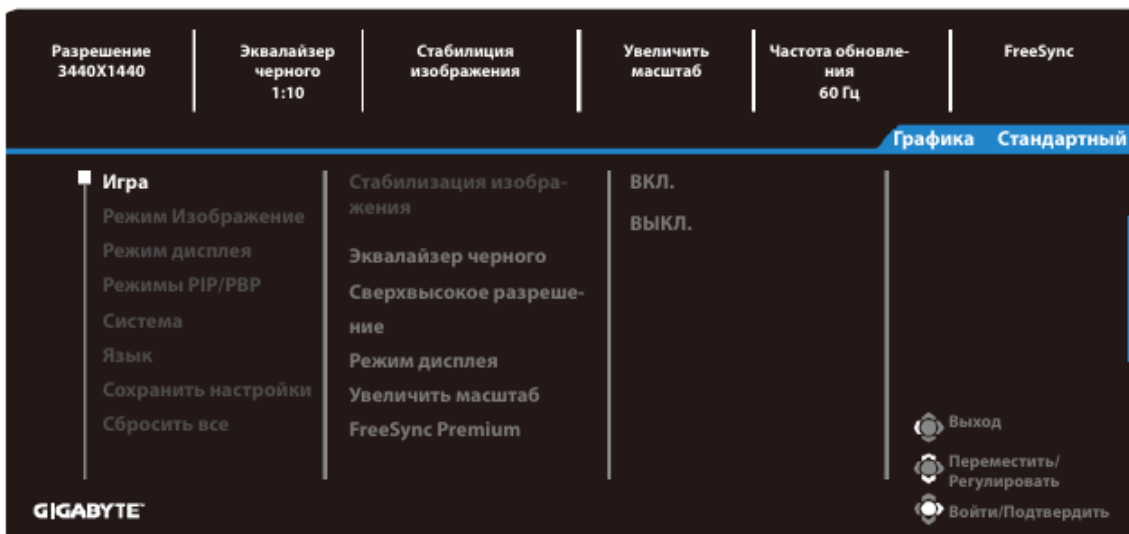 Разрешение
3440X1440
Эквалайзер
черного
1:10
Стабилиция
изображения
Увеличить
масштаб
Частота обновле-
ния
60 Гц
FreeSync
Графика Стандартный
Игра
Режим Изображение
Режим дисплея
Режимы PIP/PBP
Система
Язык
Сохранить настройки
Сбросить все
Стабилизация изобра-
жения
Эквалайзер черного
Сверхвысокое разреше-
ние
Режим дисплея
Увеличить масштаб
FreeSync Premium
ВКЛ.
ВЫКЛ.
Выход
Переместить/
Регулировать
Войти/Подтвердить
GIGABYTE™